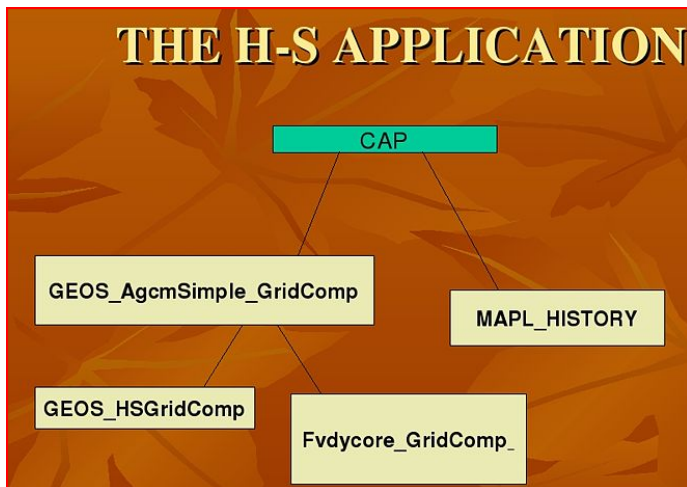 THE H-S APPLICATION
CAP
GEOS_AgcmSimple_GridComp
MAPL_HISTORY
GEOS_HSGridComp
Fvdycore_GridComp_